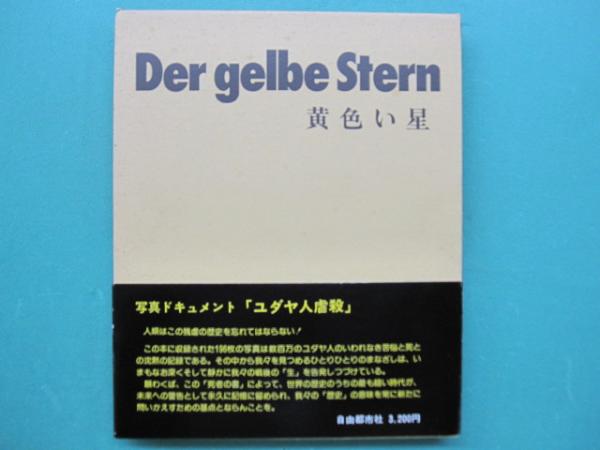 Der gelbe Stern
黄色い星
写真ドキュメント「ユダヤ人虐殺」
人類はこの残虐の歴史を忘れてはならない!
この本に収録された196枚の写真は数百万のユダヤ人のいわれなき苦悩と死と
の沈黙の記録である。その中から我々を見つめるひとりひとりのまなざしは、い
まもなお深くそして静かに我々の戦後の「生」を告発しつづけている。
願わくば、この「死者の書」によって、世界の歴史のうちの最も暗い時代が、
未来への警告として永久に記憶に留められ、我々の「歴史」の意味を常に新たに
問いかえすための基点とならんことを。
自由都市社 3,200円